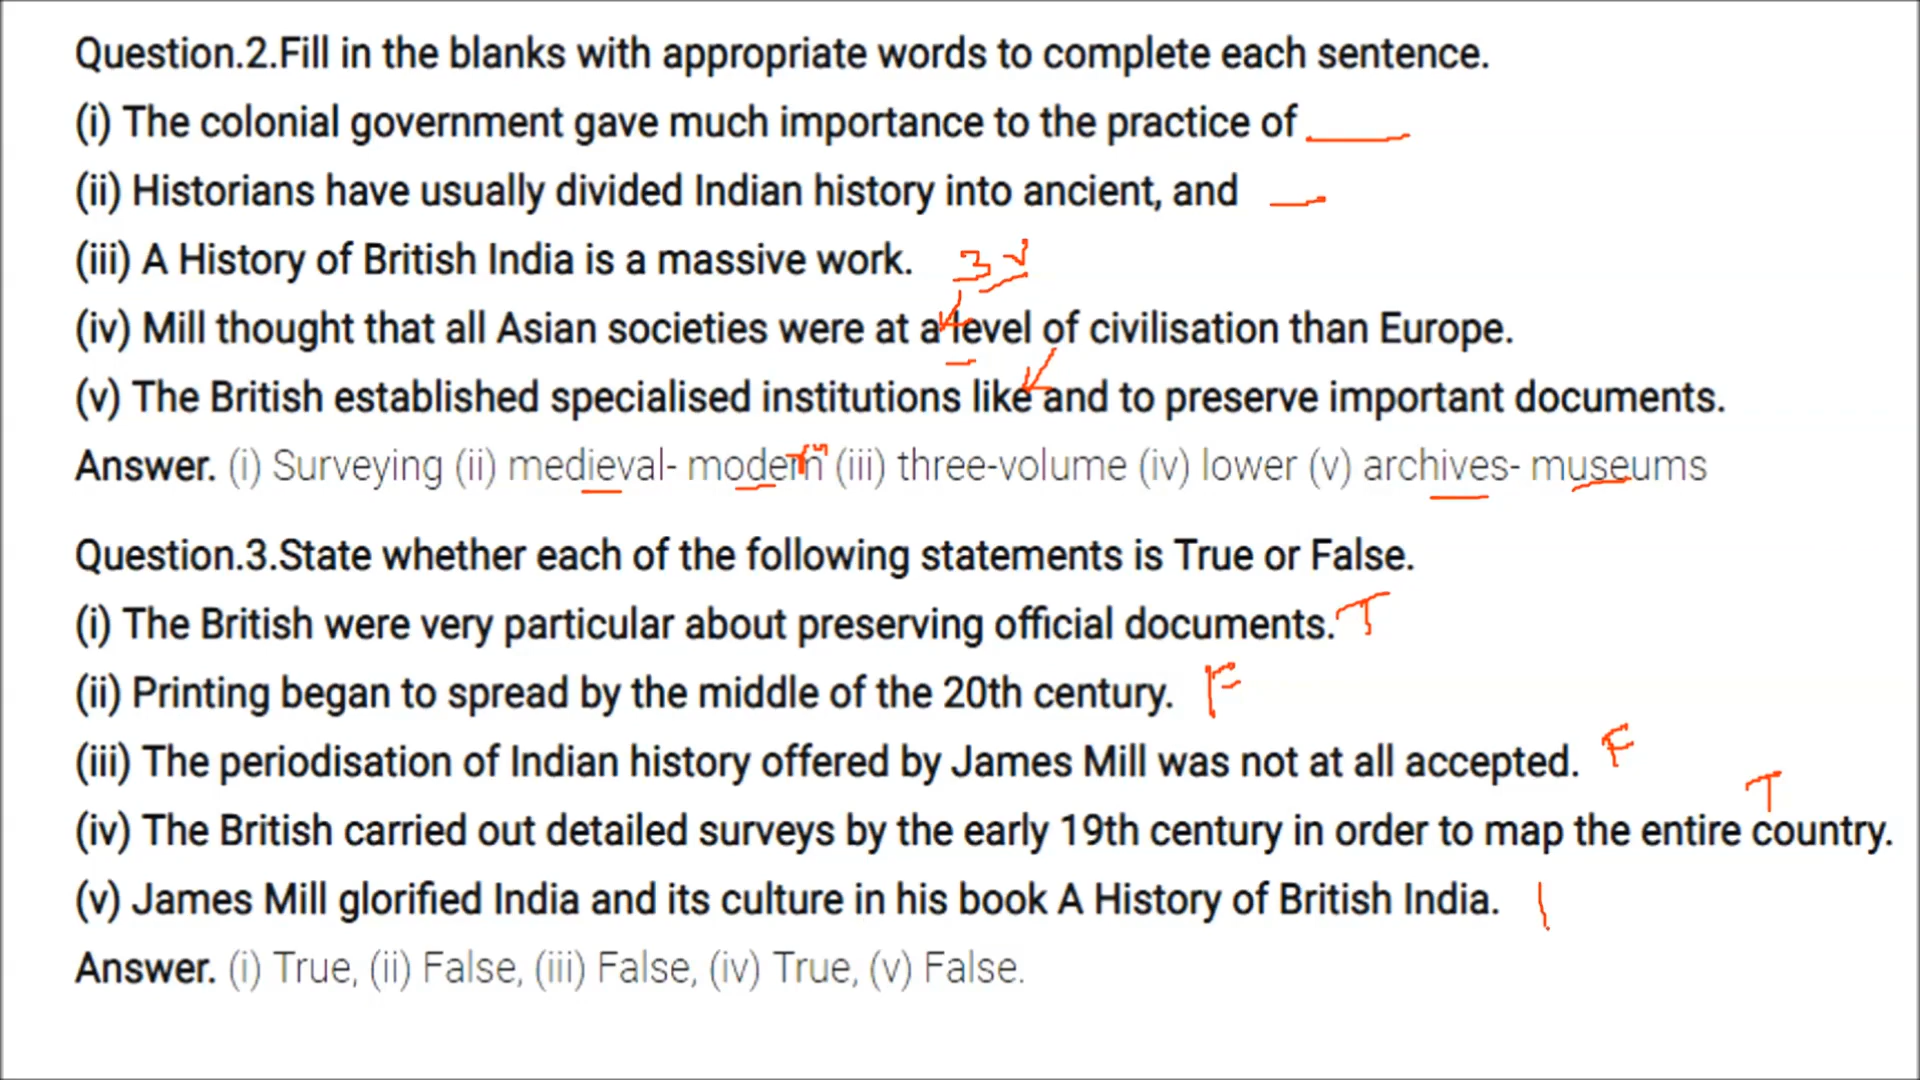 Question.2.Fill in the blanks with appropriate words to complete each sentence.
(i) The colonial government gave much importance to the practice of
(ii) Historians have usually divided Indian history into ancient, and
(iii) A History of British India is a massive work. 3 v
(iv) Mill thought that all Asian societies were at a level of civilisation than Europe.
(v) The British established specialised institutions like and to preserve important documents.
Answer. (i) Surveying (ii) medieval- modern (iii) three-volume (iv) lower (v) archives- museums
Question.3.State whether each of the following statements is True or False.
(i) The British were very particular about preserving official documents. T
(ii) Printing began to spread by the middle of the 20th century. F
(iii) The periodisation of Indian history offered by James Mill was not at all accepted. F
(iv) The British carried out detailed surveys by the early 19th century in order to map the entire country. T
(v) James Mill glorified India and its culture in his book A History of British India.
Answer. (i) True, (ii) False, (iii) False, (iv) True, (v) False.